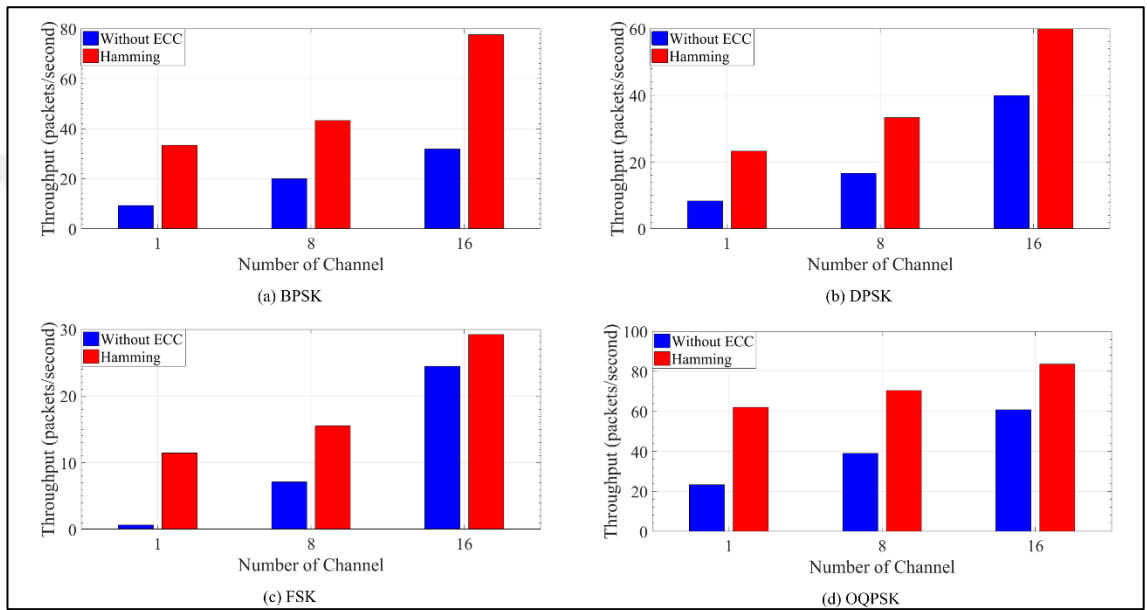 80
60
40
20
0
Throughput (packets/second)
Without ECC
Hamming
1
8
16
Number of Channel
(a) BPSK
60
40
20
0
Throughput (packets/second)
Without ECC
Hamming
1
8
16
Number of Channel
(b) DPSK
30
20
10
0
Throughput (packets/second)
Without ECC
Hamming
1
8
16
Number of Channel
(c) FSK
100
80
60
40
20
0
Throughput (packets/second)
Without ECC
Hamming
1
8
16
Number of Channel
(d) OQPSK